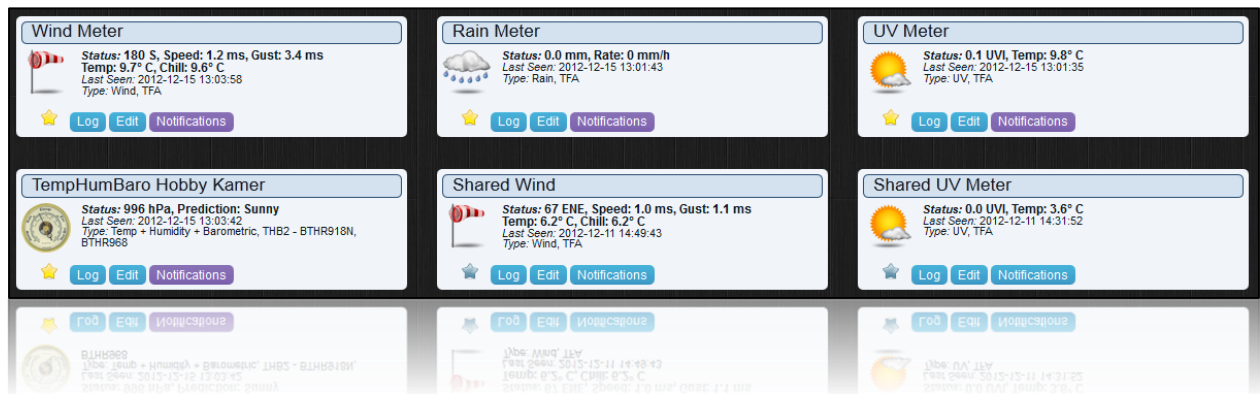 Wind Meter
Status: 180 S, Speed: 1.2 ms, Gust: 3.4 ms
Temp: 9.7° C, Chill: 9.6° C
Last Seen: 2012-12-15 13:03:58
Type: Wind, TFA
Log Edit Notifications
Rain Meter
Status: 0.0 mm, Rate: 0 mm/h
Last Seen: 2012-12-15 13:01:43
Type: Rain, TFA
Log Edit Notifications
UV Meter
Status: 0.1 UVI, Temp: 9.8° C
Last Seen: 2012-12-15 13:01:35
Type: UV, TFA
Log Edit Notifications
TempHumBaro Hobby Kamer
Status: 996 hPa, Prediction: Sunny
Last Seen: 2012-12-15 13:03:42
Type: Temp + Humidity + Barometric, THB2 - BTHR918N,
BTHR968
Log Edit Notifications
Shared Wind
Status: 67 ENE, Speed: 1.0 ms, Gust: 1.1 ms
Temp: 6.2° C, Chill: 6.2° C
Last Seen: 2012-12-11 14:49:43
Type: Wind, TFA
Log Edit Notifications
Shared UV Meter
Status: 0.0 UVI, Temp: 3.6° C
Last Seen: 2012-12-11 14:31:52
Type: UV, TFA
Log Edit Notifications